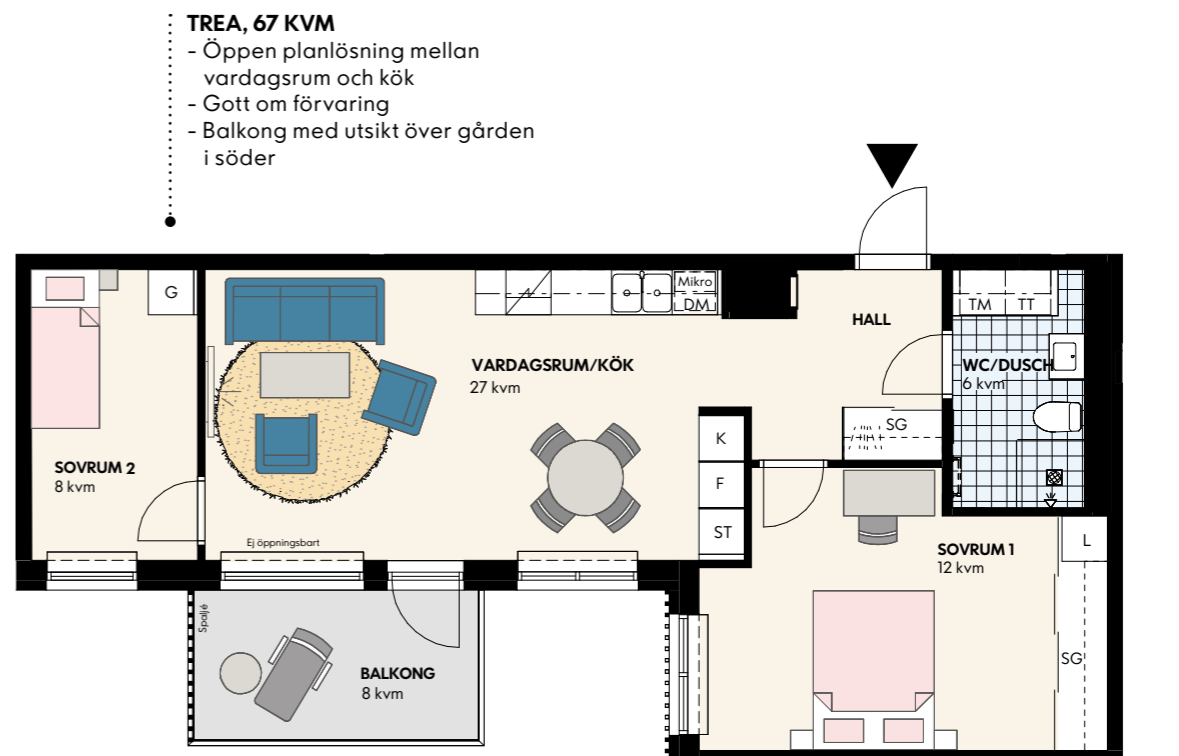 TREA, 67 KVM
- Öppen planlösning mellan
vardagsrum och kök
- Gott om förvaring
- Balkong med utsikt över gården
i söder
G
Mikro
DM
HALL
TM
TT
VARDAGSRUM/KÖK
27 kvm
WC/DUSCH
6 kvm
SG
K
F
ST
SOVRUM 2
8 kvm
Ej öppningsbart
SOVRUM 1
12 kvm
L
Spaljé
BALKONG
8 kvm
SG